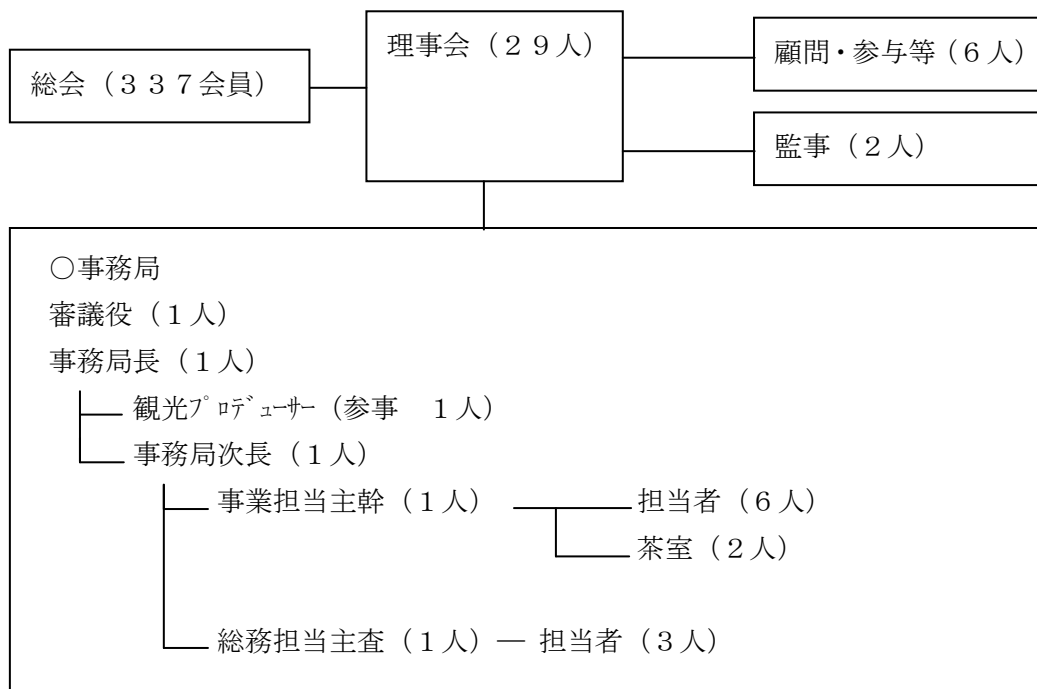 理事会（２９人）
総会（３３７会員）
顧問・参与等（６人）
監事（２人）
○事務局
審議役（１人）
事務局長（１人）
観光ﾌﾟﾛﾃﾞｭｰｻｰ（参事　１人）
事務局次長（１人）
事業担当主幹（１人）　担当者（６人）
茶室（２人）
総務担当主査（１人）― 担当者（３人）